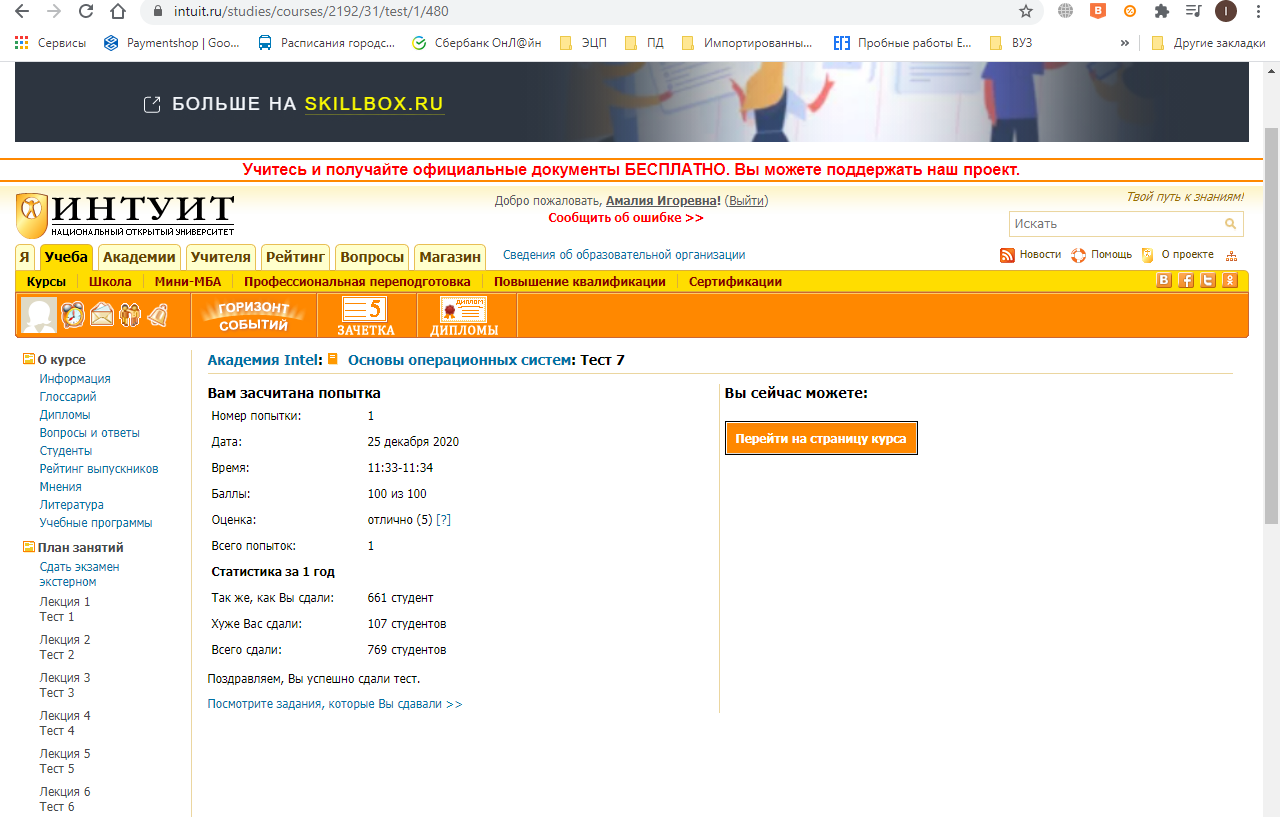 intuit.ru/studies/courses/2192/31/test/1/480
Сервисы
Paymentshop | Goo...
Расписания городс...
Сбербанк ОнЛ@йн
ЭЦП
ПД
Импортированны...
Пробные работы Е...
ВУЗ
»
Другие закладки
БОЛЬШЕ НА SKILLBOX.RU
Учитесь и получайте официальные документы БЕСПЛАТНО. Вы можете поддержать наш проект.
ИНТУИТ
НАЦИОНАЛЬНЫЙ ОТКРЫТЫЙ УНИВЕРСИТЕТ
Добро пожаловать, Амалия Игоревна! (Выйти)
Сообщить об ошибке >>
Твой путь к знаниям!
Искать
Я
Учеба
Академии
Учителя
Рейтинг
Вопросы
Магазин
Сведения об образовательной организации
Новости
Помощь
О проекте
Курсы
Школа
Мини-МБА
Профессиональная переподготовка
Повышение квалификации
Сертификации
ГОРИЗОНТ
СОБЫТИЙ
5
ЗАЧЕТКА
ДИПЛОМ
ДИПЛОМЫ
О курсе
Информация
Глоссарий
Дипломы
Вопросы и ответы
Студенты
Рейтинг выпускников
Мнения
Литература
Учебные программы
План занятий
Сдать экзамен
экстерном
Лекция 1
Тест 1
Лекция 2
Тест 2
Лекция 3
Тест 3
Лекция 4
Тест 4
Лекция 5
Тест 5
Лекция 6
Тест 6
Академия Intel: Основы операционных систем: Тест 7
Вам засчитана попытка
Номер попытки: 1
Дата: 25 декабря 2020
Время: 11:33-11:34
Баллы: 100 из 100
Оценка: отлично (5) [?]
Всего попыток: 1
Статистика за 1 год
Так же, как Вы сдали: 661 студент
Хуже Вас сдали: 107 студентов
Всего сдали: 769 студентов
Поздравляем, Вы успешно сдали тест.
Посмотрите задания, которые Вы сдавали >>
Вы сейчас можете:
Перейти на страницу курса